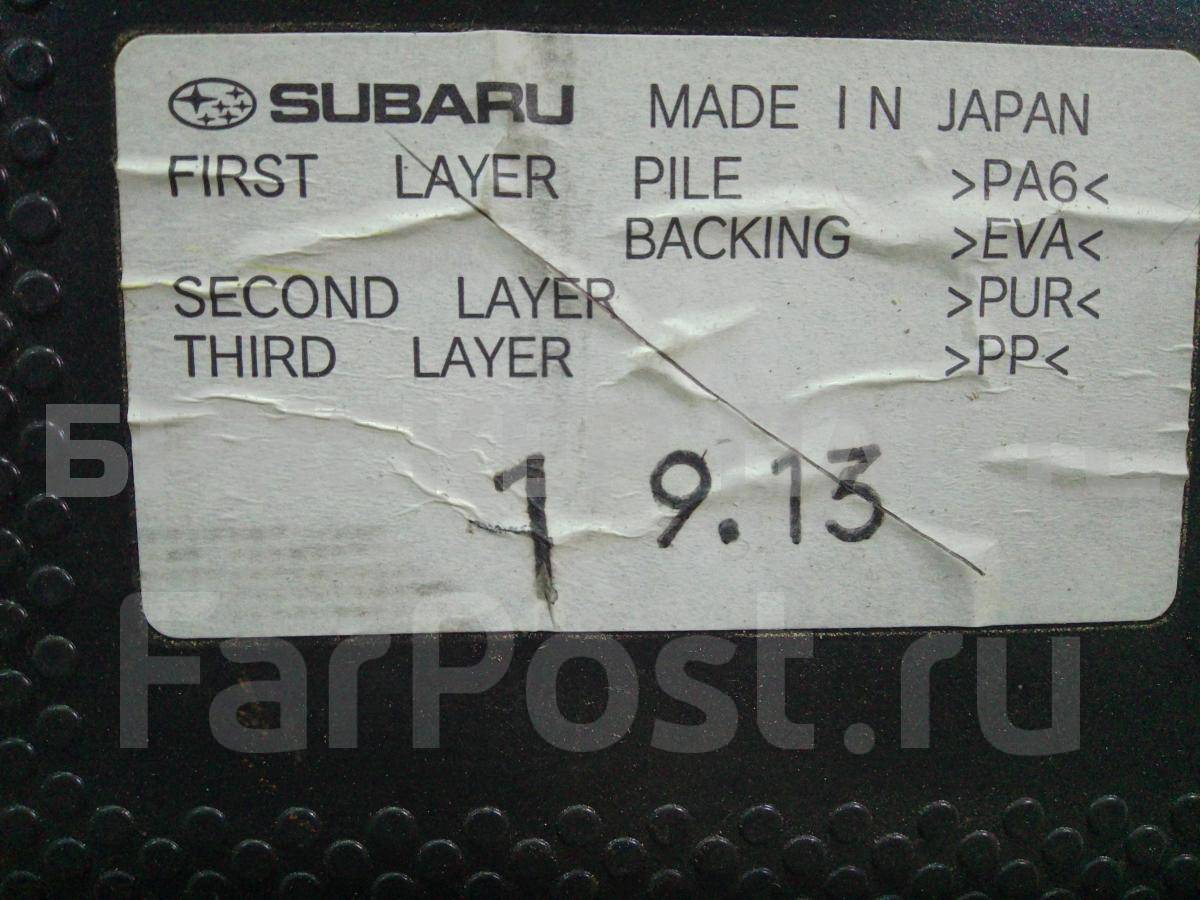 SUBARU MADE IN JAPAN
FIRST LAYER PILE >PA6<
BACKING >EVA<
SECOND LAYER >PUR<
THIRD LAYER >PP<
1 9.13
FarPost.ru